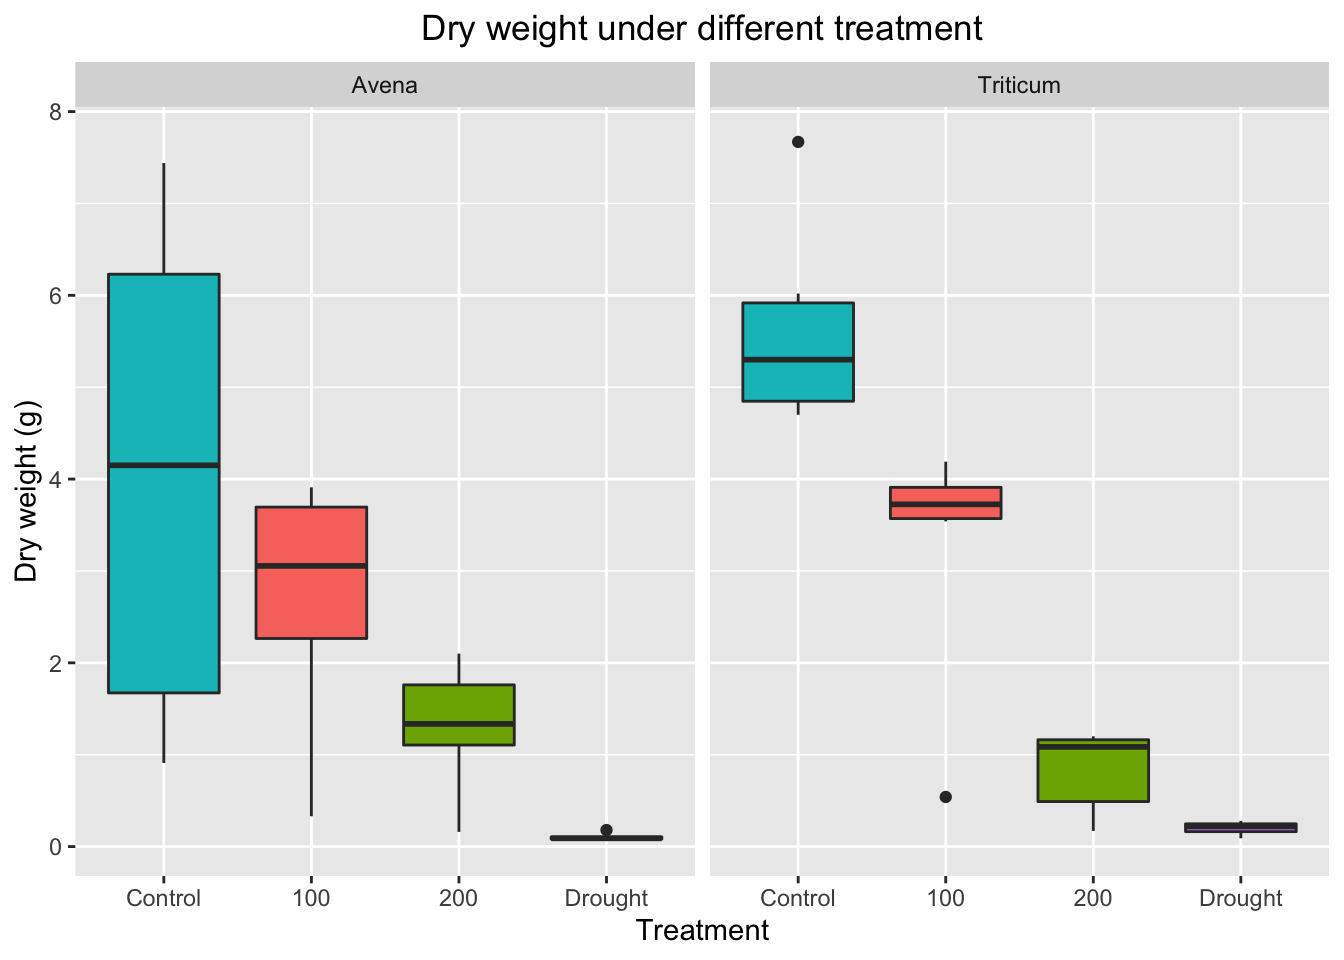 Dry weight under different treatment
Avena
Triticum
8
6
4
2
0
Dry weight (g)
Control 100 200 Drought
Control 100 200 Drought
Treatment